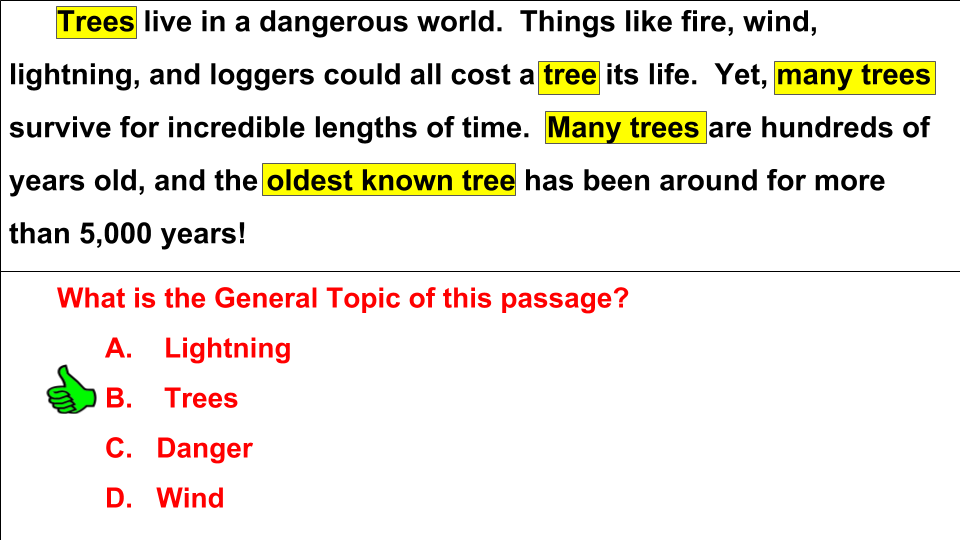 Trees live in a dangerous world. Things like fire, wind,
lightning, and loggers could all cost a tree its life. Yet, many trees
survive for incredible lengths of time. Many trees are hundreds of
years old, and the oldest known tree has been around for more
than 5,000 years!
What is the General Topic of this passage?
A. Lightning
B. Trees
C. Danger
D. Wind